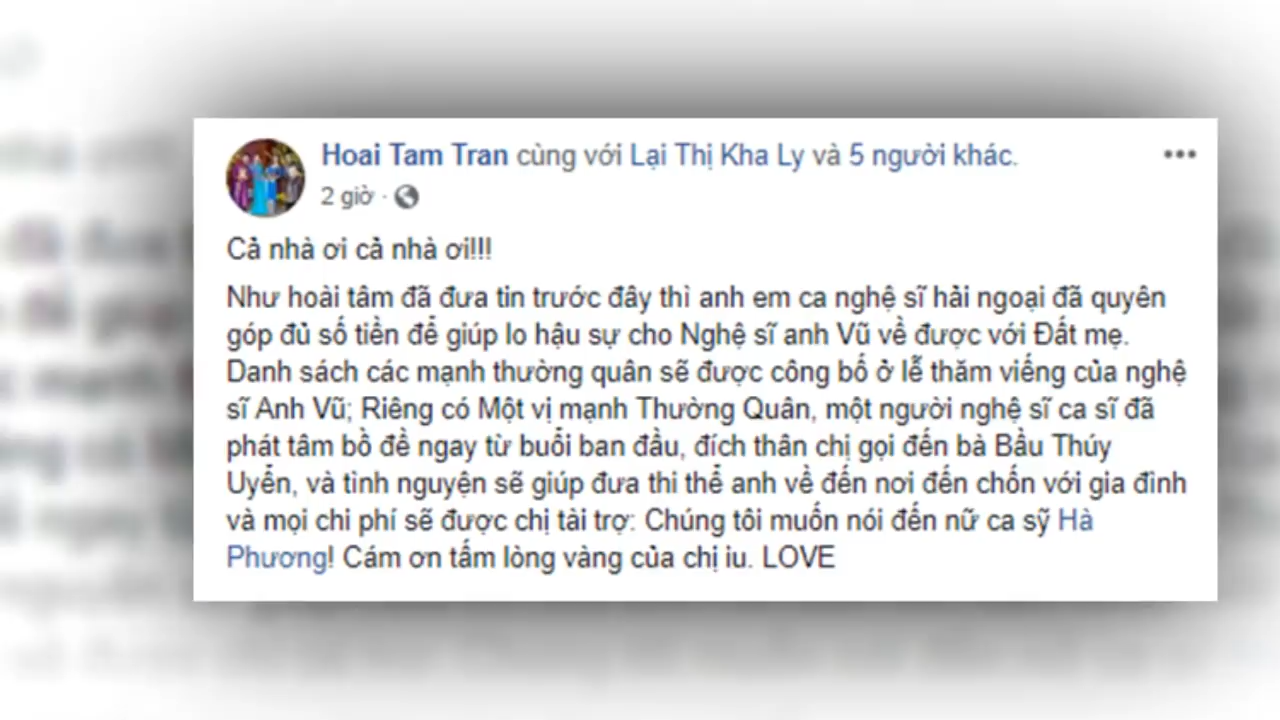 Hoai Tam Tran cùng với Lại Thị Kha Ly và 5 người khác.
2 giờ ·
Cả nhà ơi cả nhà ơi!!!
Như hoài tâm đã đưa tin trước đây thì anh em ca nghệ sĩ hải ngoại đã quyên
góp đủ số tiền để giúp lo hậu sự cho Nghệ sĩ anh Vũ về được với Đất mẹ.
Danh sách các mạnh thường quân sẽ được công bố ở lễ thăm viếng của nghệ
sĩ Anh Vũ; Riêng có Một vị mạnh Thường Quân, một người nghệ sĩ ca sĩ đã
phát tâm bồ đề ngay từ buổi ban đầu, đích thân chị gọi đến bà Bầu Thúy
Uyển, và tình nguyện sẽ giúp đưa thi thể anh về đến nơi đến chốn với gia đình
và mọi chi phí sẽ được chị tài trợ: Chúng tôi muốn nói đến nữ ca sỹ Hà
Phương! Cám ơn tấm lòng vàng của chị iu. LOVE